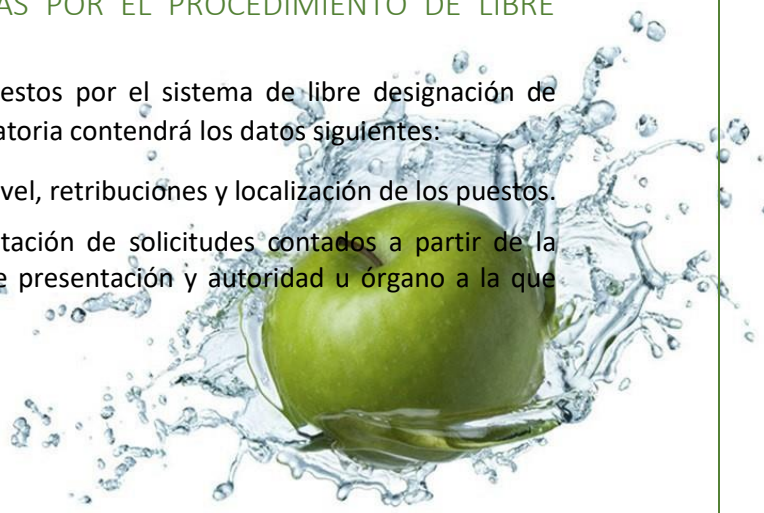 AS POR EL PROCEDIMIENTO DE LIBRE
estos por el sistema de libre designación de
atoria contendrá los datos siguientes:
vel, retribuciones y localización de los puestos.
tación de solicitudes contados a partir de la
e presentación y autoridad u órgano a la que